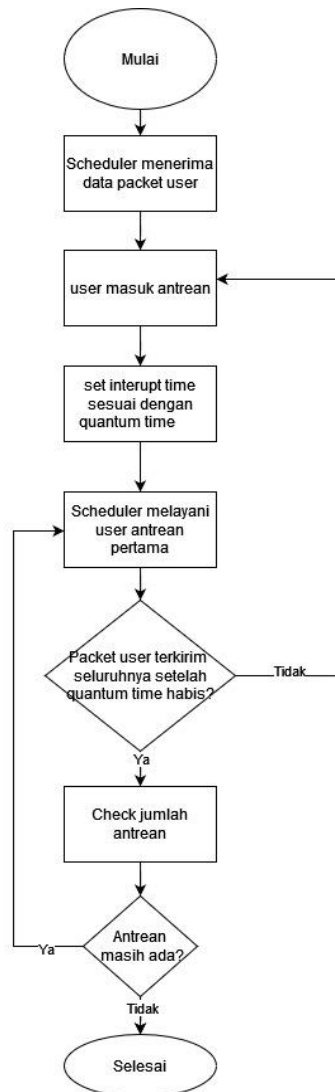 Mulai
Scheduler menerima
data packet user
user masuk antrean
set interupt time
sesuai dengan
quantum time
Scheduler melayani
user antrean
pertama
Packet user terkirim
seluruhnya setelah
quantum time habis?
Tidak
Ya
Check jumlah
antrean
Antrean
masih ada?
Ya
Tidak
Selesai